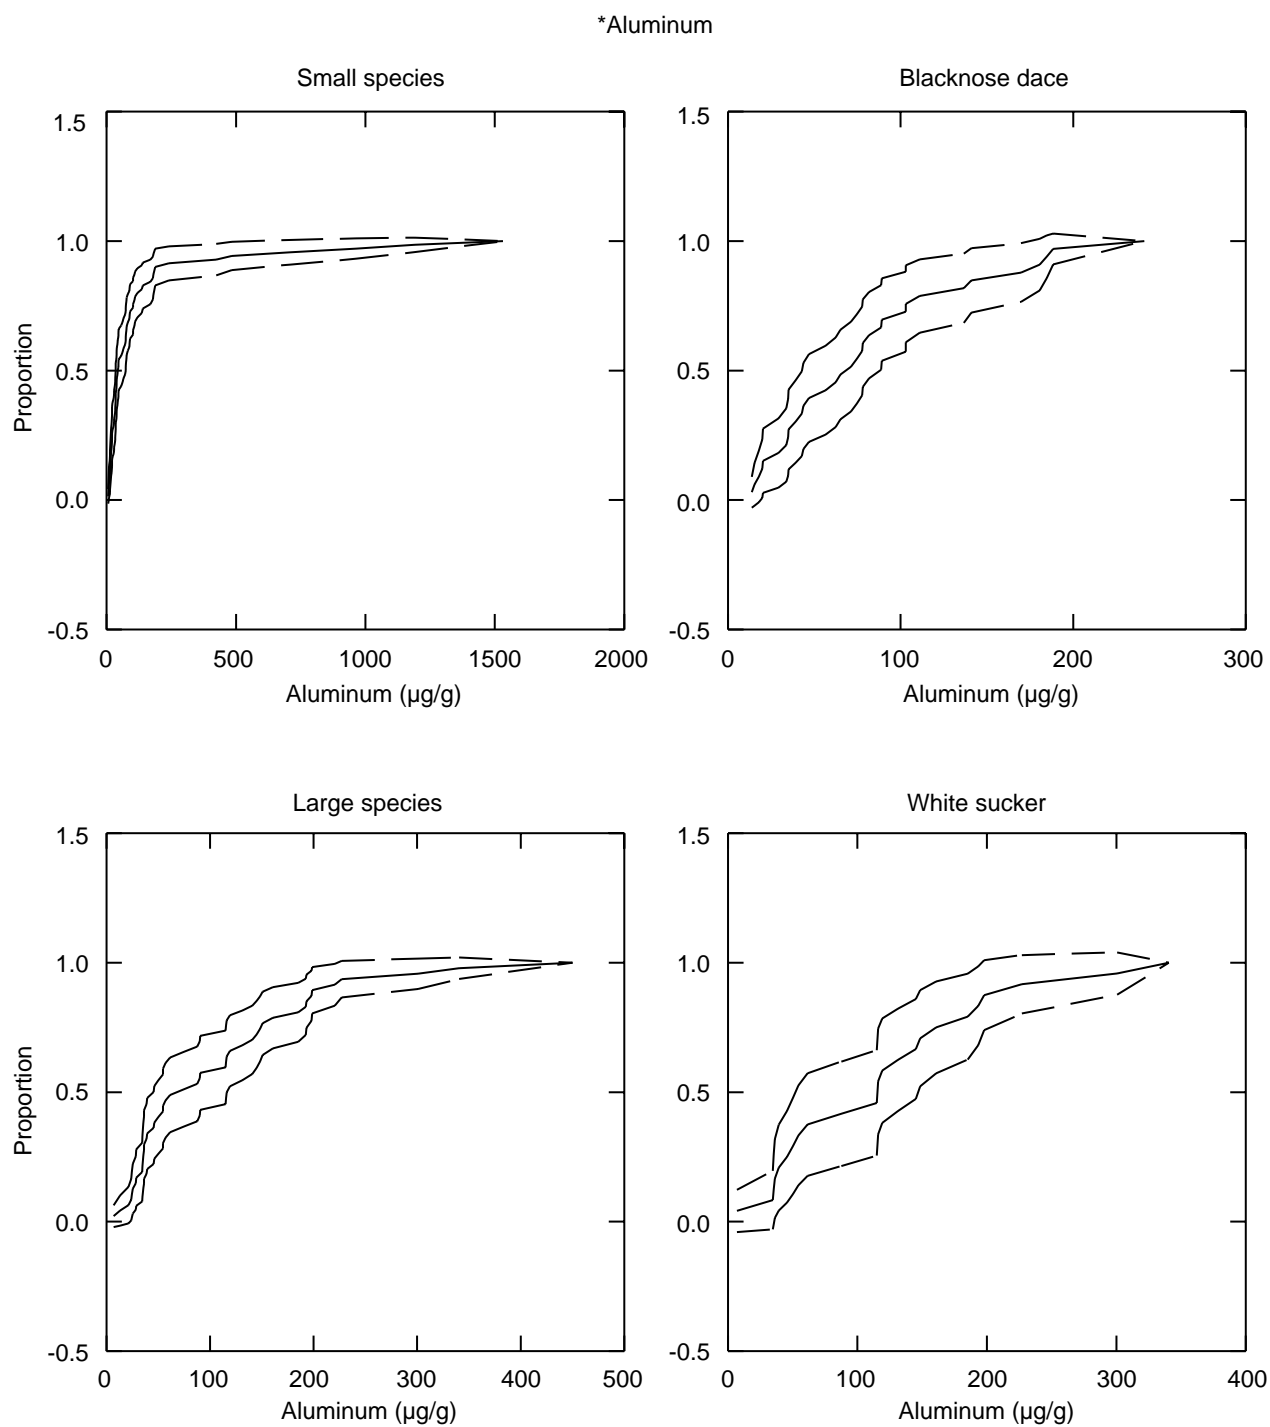 *Aluminum
Small species
Blacknose dace
1.5
1.0
0.5
0.0
-0.5
Proportion
0 500 1000 1500 2000
Aluminum (µg/g)
1.5
1.0
0.5
0.0
-0.5
0 100 200 300
Aluminum (µg/g)
Large species
White sucker
1.5
1.0
0.5
0.0
-0.5
Proportion
0 100 200 300 400 500
Aluminum (µg/g)
1.5
1.0
0.5
0.0
-0.5
0 100 200 300 400
Aluminum (µg/g)